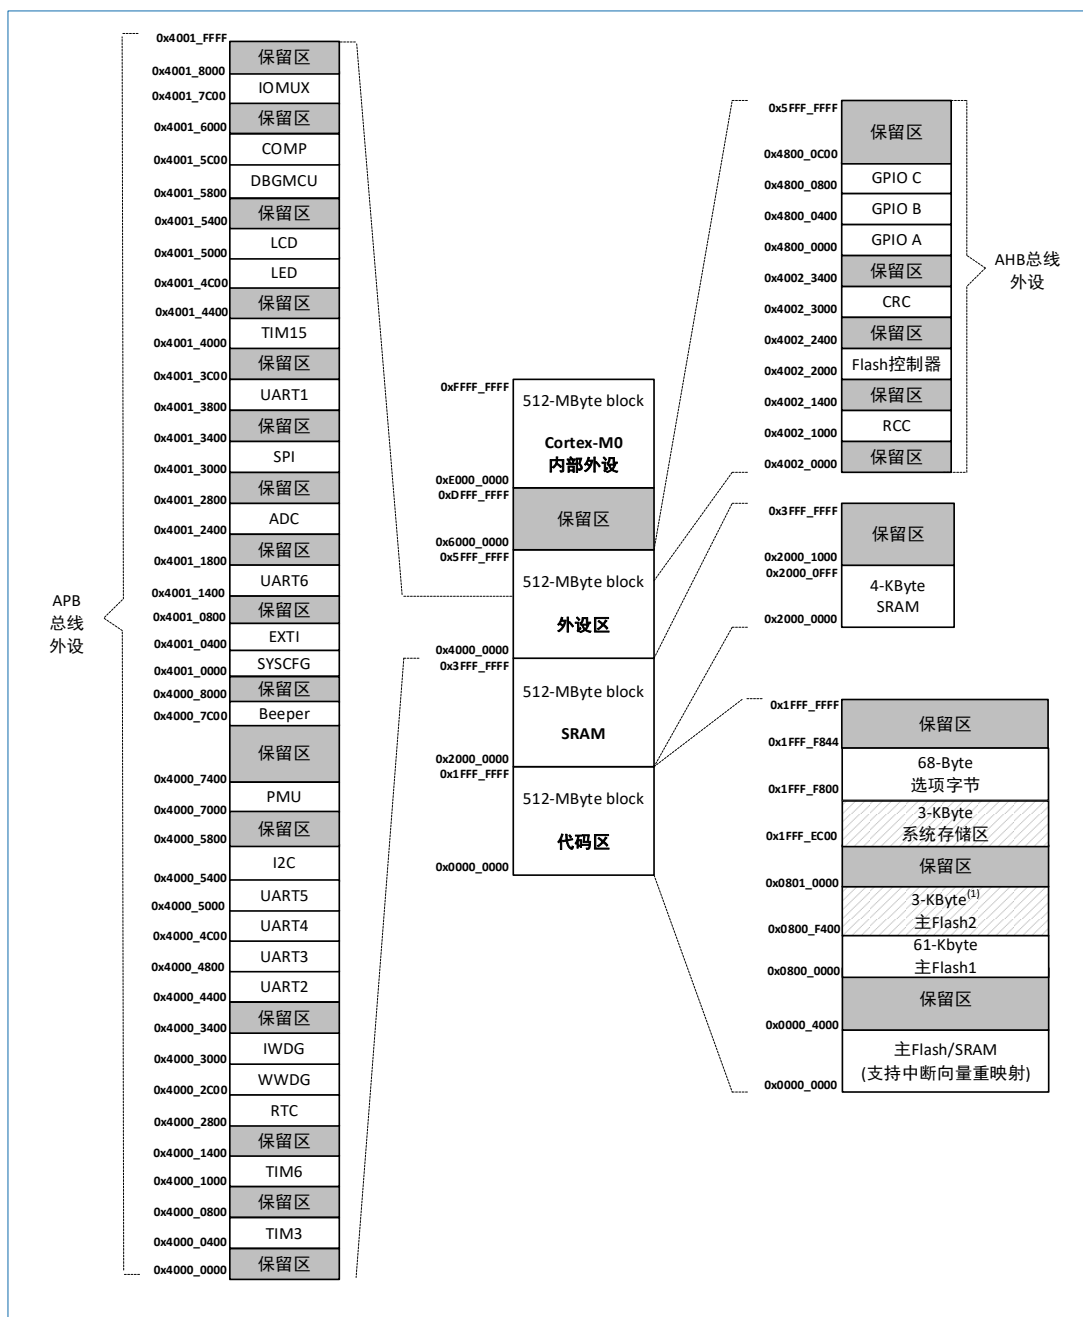 0x4001_FFFF
保留区
0x4001_8000
IOMUX
0x4001_7C00
保留区
0x4001_6000
COMP
0x4001_5C00
DBGMCU
0x4001_5800
保留区
0x4001_5400
LCD
0x4001_5000
LED
0x4001_4C00
保留区
0x4001_4400
TIM15
0x4001_4000
保留区
0x4001_3C00
UART1
0x4001_3800
保留区
0x4001_3400
SPI
0x4001_3000
保留区
0x4001_2800
ADC
0x4001_2400
保留区
0x4001_1800
UART6
0x4001_1400
保留区
0x4001_0800
EXTI
0x4001_0400
SYSCFG
0x4001_0000
保留区
0x4000_8000
Beeper
0x4000_7C00
保留区
0x4000_7400
PMU
0x4000_7000
保留区
0x4000_5800
I2C
0x4000_5400
UART5
0x4000_5000
UART4
0x4000_4C00
UART3
0x4000_4800
UART2
0x4000_4400
保留区
0x4000_3400
IWDG
0x4000_3000
WWDG
0x4000_2C00
RTC
0x4000_2800
保留区
0x4000_1400
TIM6
0x4000_1000
保留区
0x4000_0800
TIM3
0x4000_0400
保留区
0x4000_0000
APB
总线
外设
0xFFFF_FFFF
512-MByte block
Cortex-M0
内部外设
0xE000_0000
0xDFFF_FFFF
保留区
0x6000_0000
0x5FFF_FFFF
512-MByte block
外设区
0x4000_0000
0x3FFF_FFFF
512-MByte block
SRAM
0x2000_0000
0x1FFF_FFFF
512-MByte block
代码区
0x0000_0000
0x5FFF_FFFF
保留区
0x4800_0C00
GPIO C
0x4800_0800
GPIO B
0x4800_0400
GPIO A
0x4800_0000
保留区
0x4002_3400
CRC
0x4002_3000
保留区
0x4002_2400
Flash控制器
0x4002_2000
保留区
0x4002_1400
RCC
0x4002_1000
保留区
0x4002_0000
AHB总线
外设
0x3FFF_FFFF
保留区
0x2000_1000
0x2000_0FFF
4-KByte
SRAM
0x2000_0000
0x1FFF_FFFF
保留区
0x1FFF_F844
68-Byte
选项字节
0x1FFF_F800
3-KByte
系统存储区
0x1FFF_EC00
保留区
0x0801_0000
3-KByte(1)
主Flash2
0x0800_F400
61-Kbyte
主Flash1
0x0800_0000
保留区
0x0000_4000
主Flash/SRAM
(支持中断向量重映射)
0x0000_0000